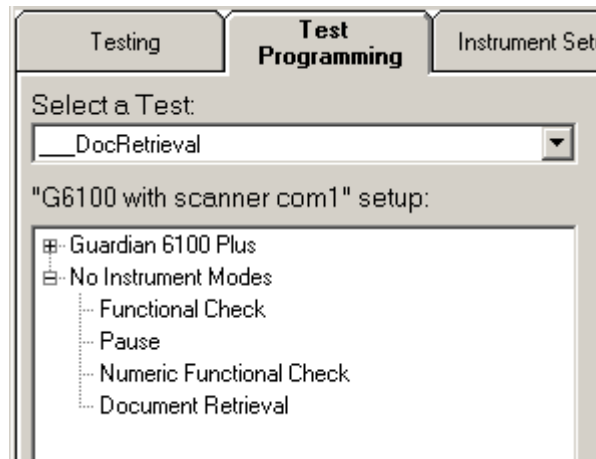 Testing
Test
Programming
Instrument Set
Select a Test:
___DocRetrieval
"G6100 with scanner com1" setup:
Guardian 6100 Plus
No Instrument Modes
Functional Check
Pause
Numeric Functional Check
Document Retrieval